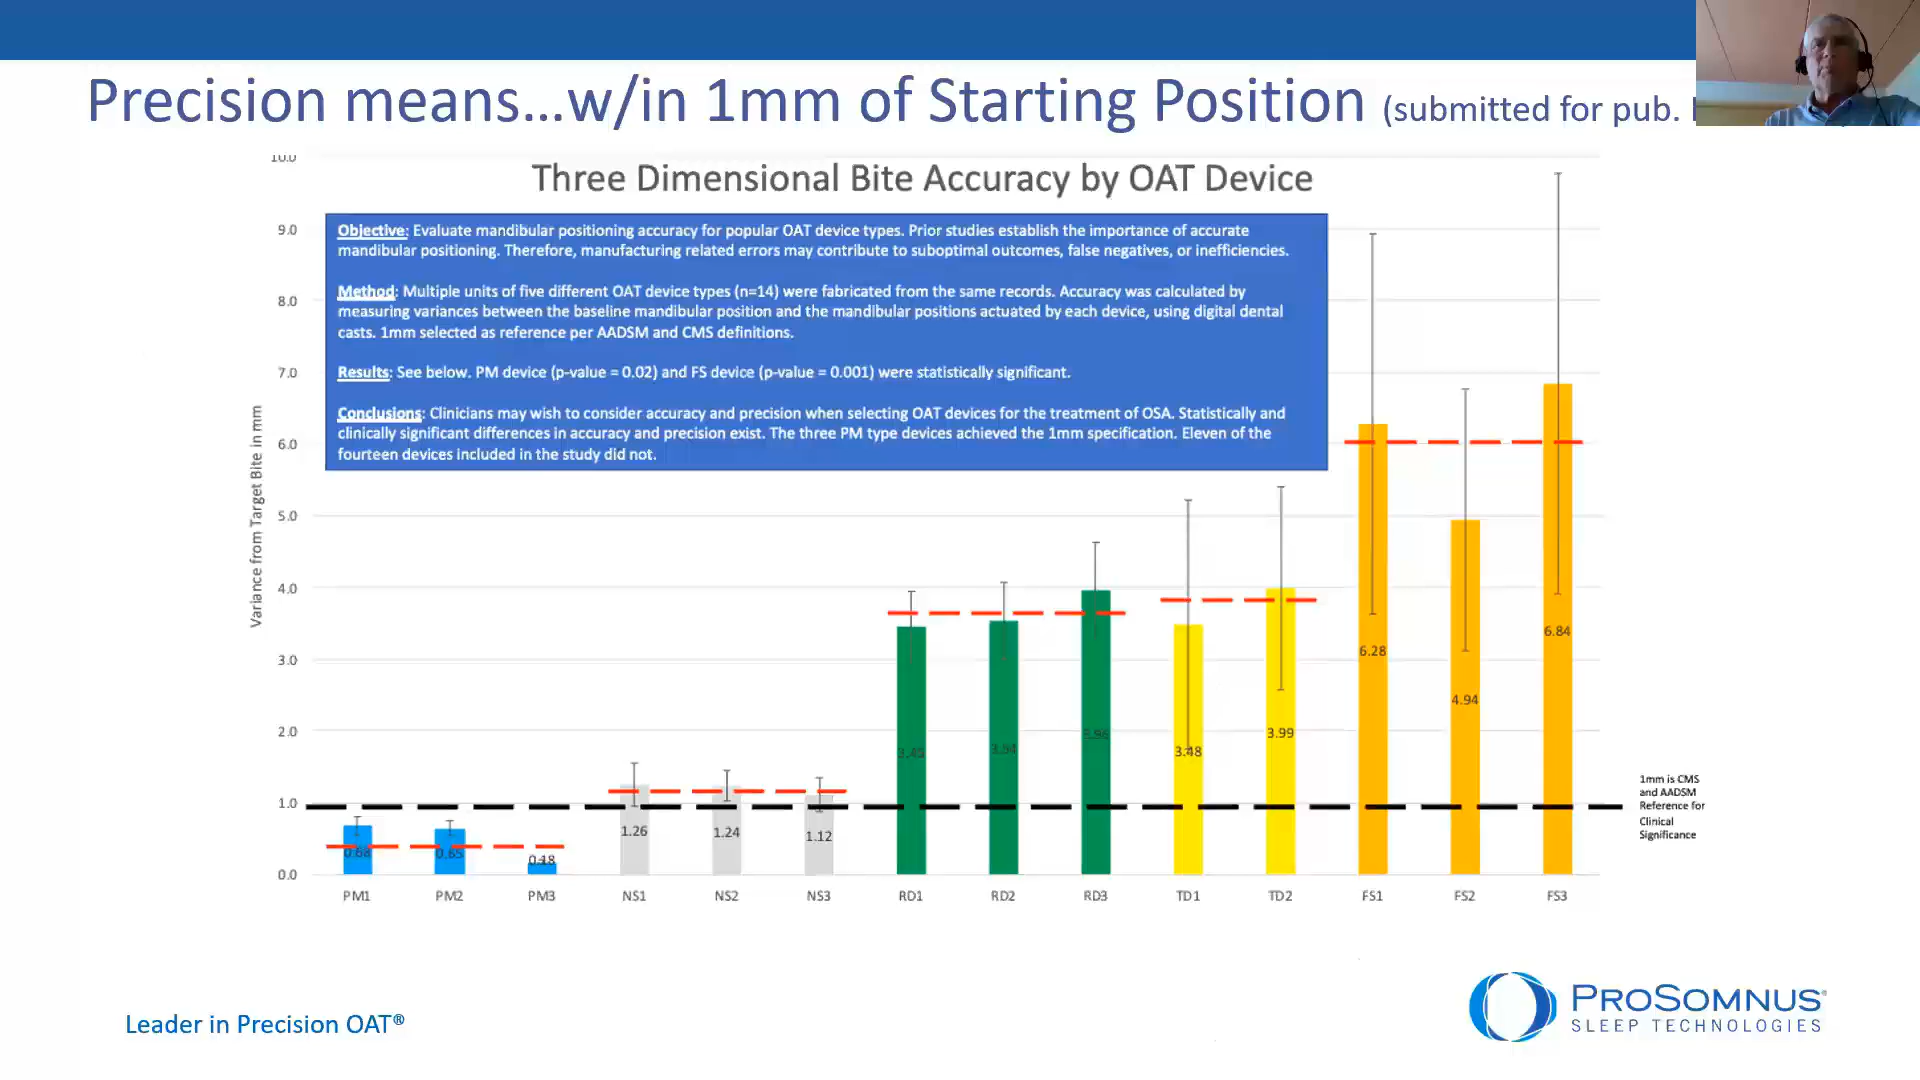 Precision means...w/in 1mm of Starting Position (submitted for pub.
Three Dimensional Bite Accuracy by OAT Device
Objective: Evaluate mandibular positioning accuracy for popular OAT device types. Prior studies establish the importance of accurate
mandibular positioning. Therefore, manufacturing related errors may contribute to suboptimal outcomes, false negatives, or inefficiencies.
Method: Multiple units of five different OAT device types (n=14) were fabricated from the same records. Accuracy was calculated by
measuring variances between the baseline mandibular position and the mandibular positions actuated by each device, using digital dental
casts. 1mm selected as reference per AADSM and CMS definitions.
Results: See below. PM device (p-value = 0.02) and FS device (p-value = 0.001) were statistically significant.
Conclusions: Clinicians may wish to consider accuracy and precision when selecting OAT devices for the treatment of OSA. Statistically and
clinically significant differences in accuracy and precision exist. The three PM type devices achieved the 1mm specification. Eleven of the
fourteen devices included in the study did not.
Variance from Target Bite in mm
10.0
9.0
8.0
7.0
6.0
5.0
4.0
3.0
2.0
1.0
0.0
0.68
0.65
0.18
1.26
1.24
1.12
3.45
3.54
3.96
3.48
3.99
6.28
4.94
6.84
PM1 PM2 PM3 NS1 NS2 NS3 RD1 RD2 RD3 TD1 TD2 FS1 FS2 FS3
1mm is CMS
and AADSM
Reference for
Clinical
Significance
Leader in Precision OAT®
PROSOMNUS®
SLEEP TECHNOLOGIES